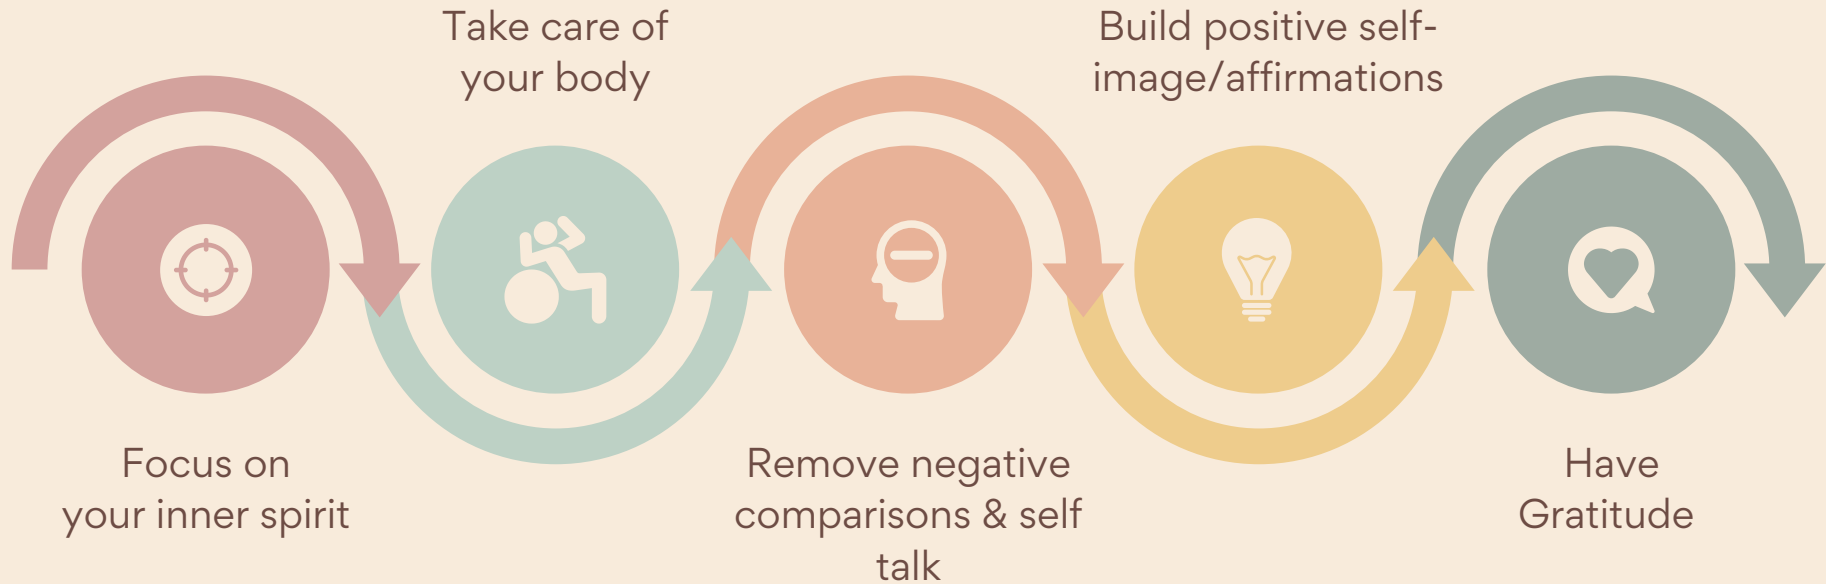 Focus on
your inner spirit
Take care of
your body
Remove negative
comparisons & self
talk
Build positive self-
image/affirmations
Have
Gratitude